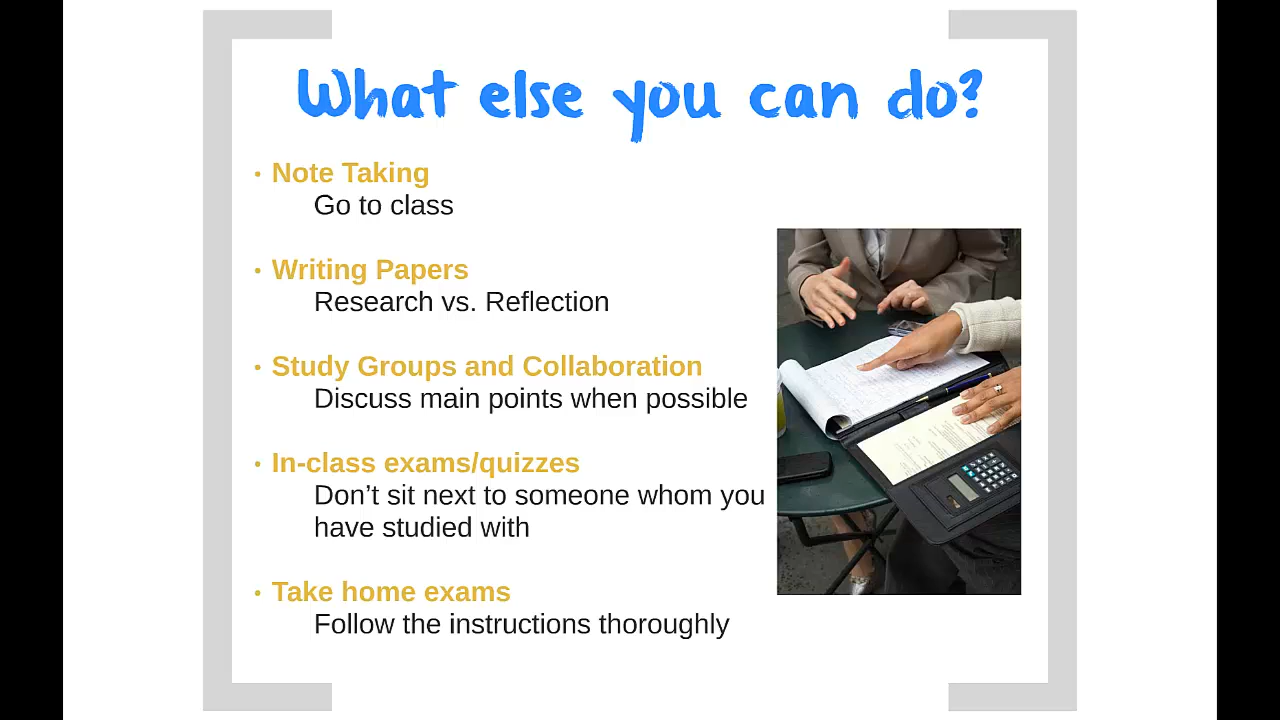 What else you can do?
• Note Taking
Go to class
• Writing Papers
Research vs. Reflection
• Study Groups and Collaboration
Discuss main points when possible
• In-class exams/quizzes
Don’t sit next to someone whom you
have studied with
• Take home exams
Follow the instructions thoroughly